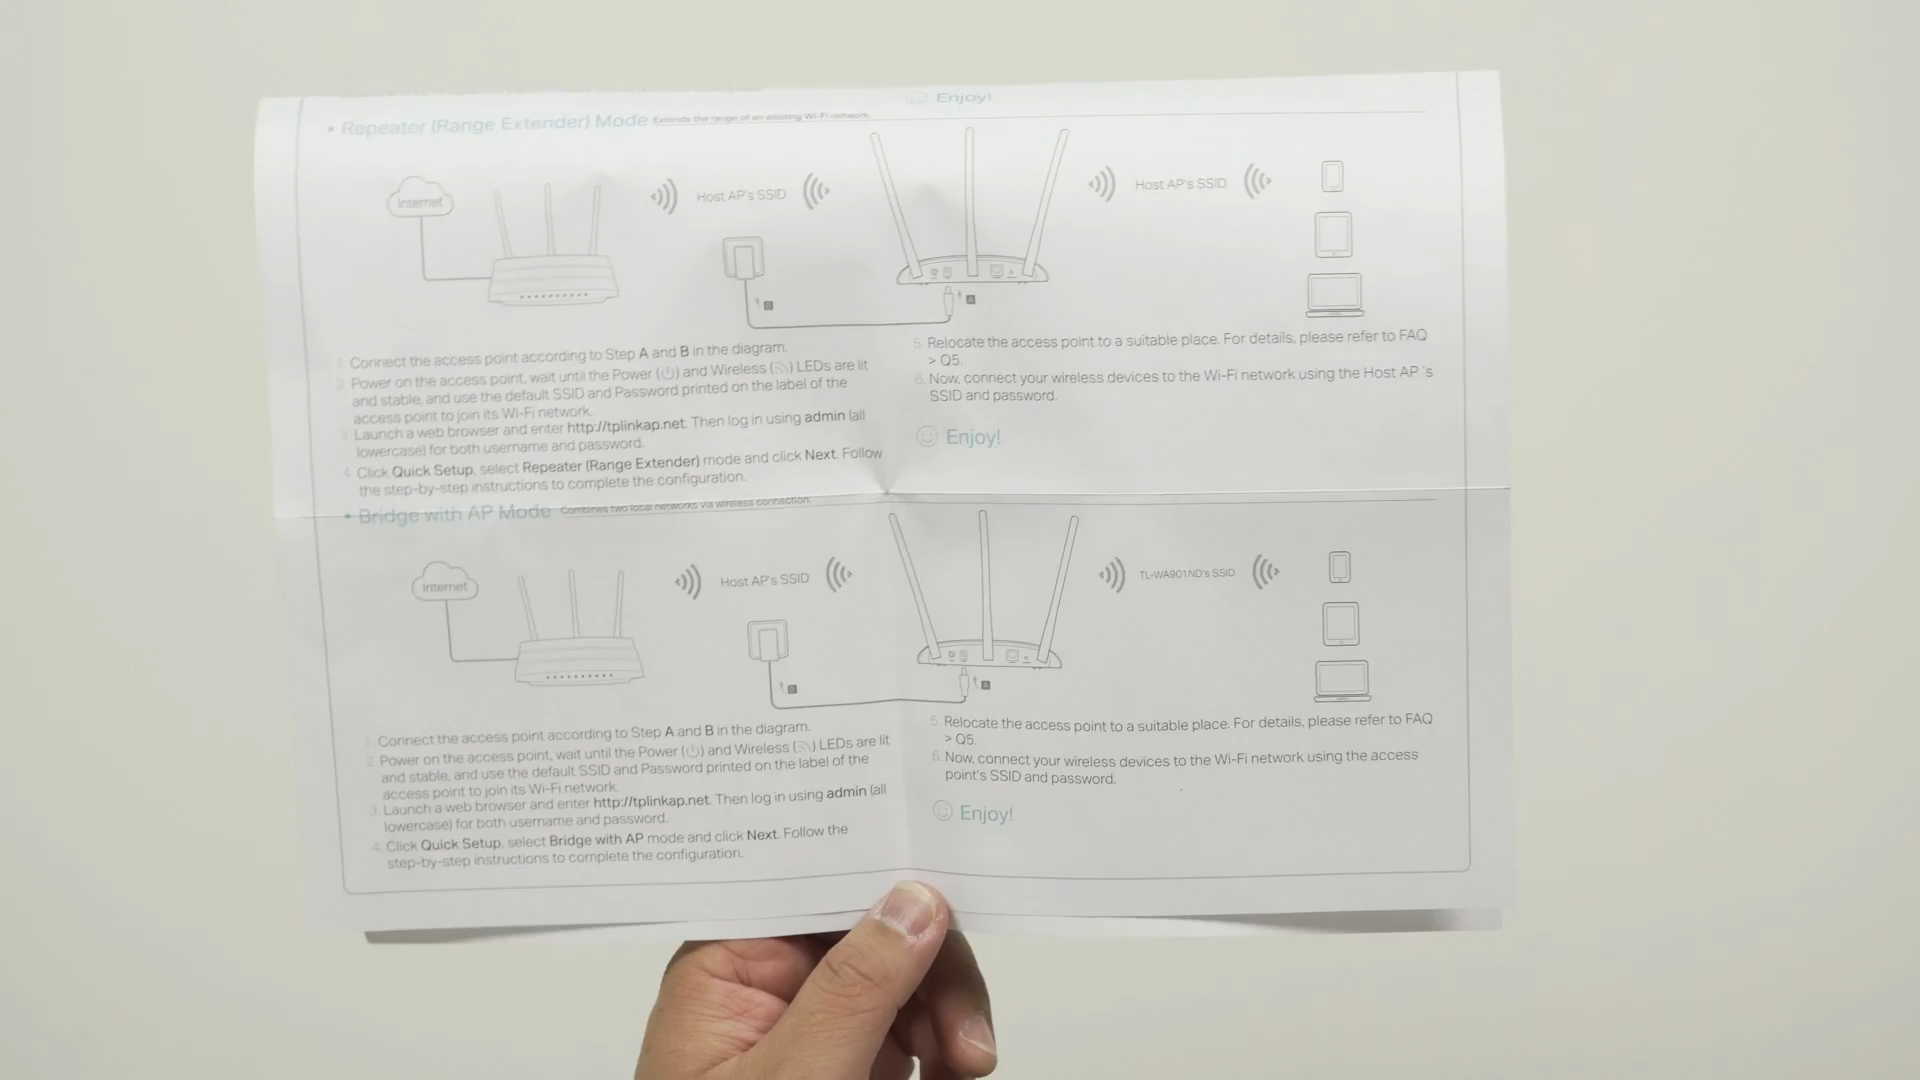 Enjoy!
• Repeater (Range Extender) Mode Extends the range of an existing Wi-Fi network.
Internet
Host AP's SSID
Host AP's SSID
B
A
1. Connect the access point according to Step A and B in the diagram.
2. Power on the access point, wait until the Power ( ) and Wireless ( ) LEDs are lit
and stable, and use the default SSID and Password printed on the label of the
access point to join its Wi-Fi network.
3. Launch a web browser and enter http://tplinkap.net. Then log in using admin (all
lowercase) for both username and password.
4. Click Quick Setup, select Repeater (Range Extender) mode and click Next. Follow
the step-by-step instructions to complete the configuration.
5. Relocate the access point to a suitable place. For details, please refer to FAQ
> Q5.
6. Now, connect your wireless devices to the Wi-Fi network using the Host AP 's
SSID and password.
Enjoy!
• Bridge with AP Mode Combines two local networks via wireless connection.
Internet
Host AP's SSID
TL-WA901ND's SSID
B
A
1. Connect the access point according to Step A and B in the diagram.
2. Power on the access point, wait until the Power ( ) and Wireless ( ) LEDs are lit
and stable, and use the default SSID and Password printed on the label of the
access point to join its Wi-Fi network.
3. Launch a web browser and enter http://tplinkap.net. Then log in using admin (all
lowercase) for both username and password.
4. Click Quick Setup, select Bridge with AP mode and click Next. Follow the
step-by-step instructions to complete the configuration.
5. Relocate the access point to a suitable place. For details, please refer to FAQ
> Q5.
6. Now, connect your wireless devices to the Wi-Fi network using the access
point's SSID and password.
Enjoy!